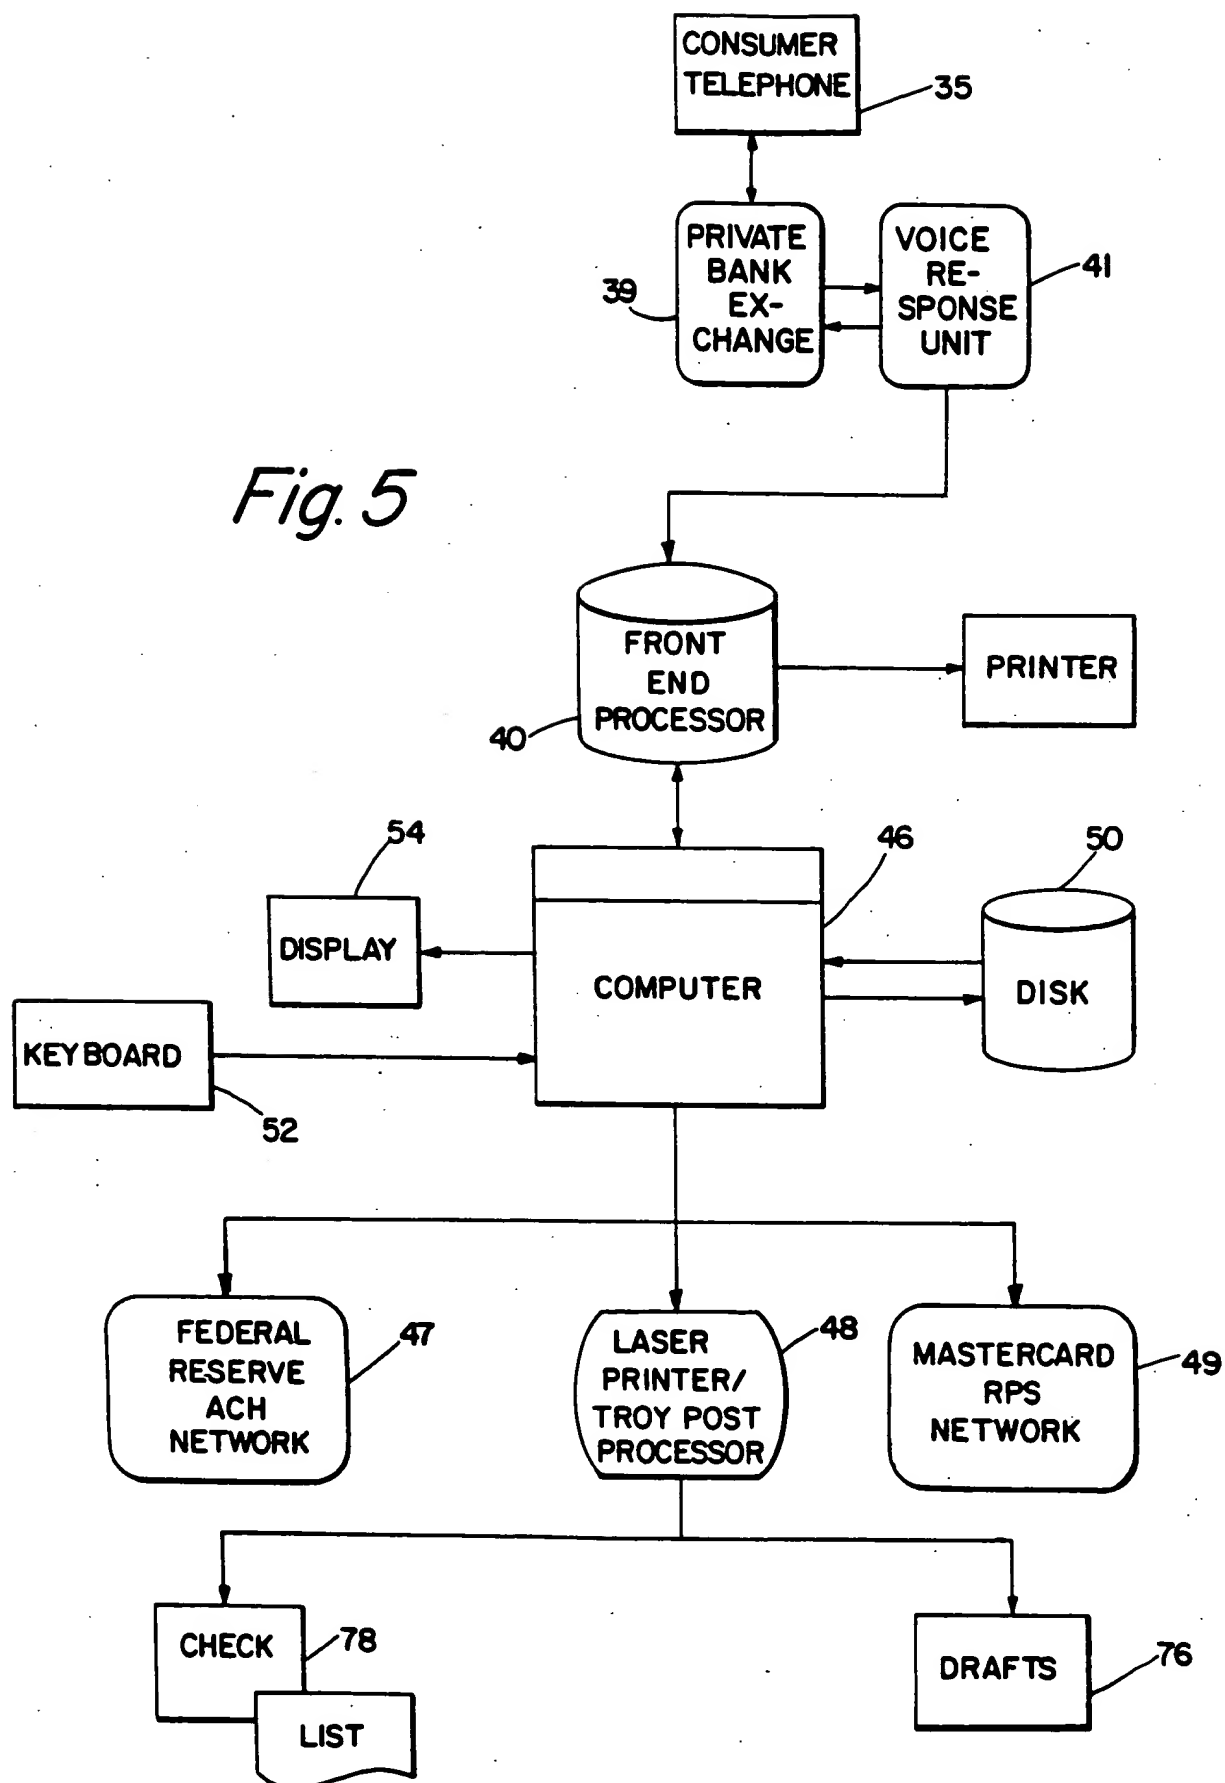 CONSUMER
TELEPHONE
35
PRIVATE
BANK
EX-
CHANGE
39
VOICE
RE-
SPONSE
UNIT
41
Fig. 5
FRONT
END
PROCESSOR
40
PRINTER
54
46
50
DISPLAY
COMPUTER
DISK
KEYBOARD
52
FEDERAL
RESERVE
ACH
NETWORK
47
LASER
PRINTER/
TROY POST
PROCESSOR
48
MASTERCARD
RPS
NETWORK
49
CHECK
78
LIST
DRAFTS
76